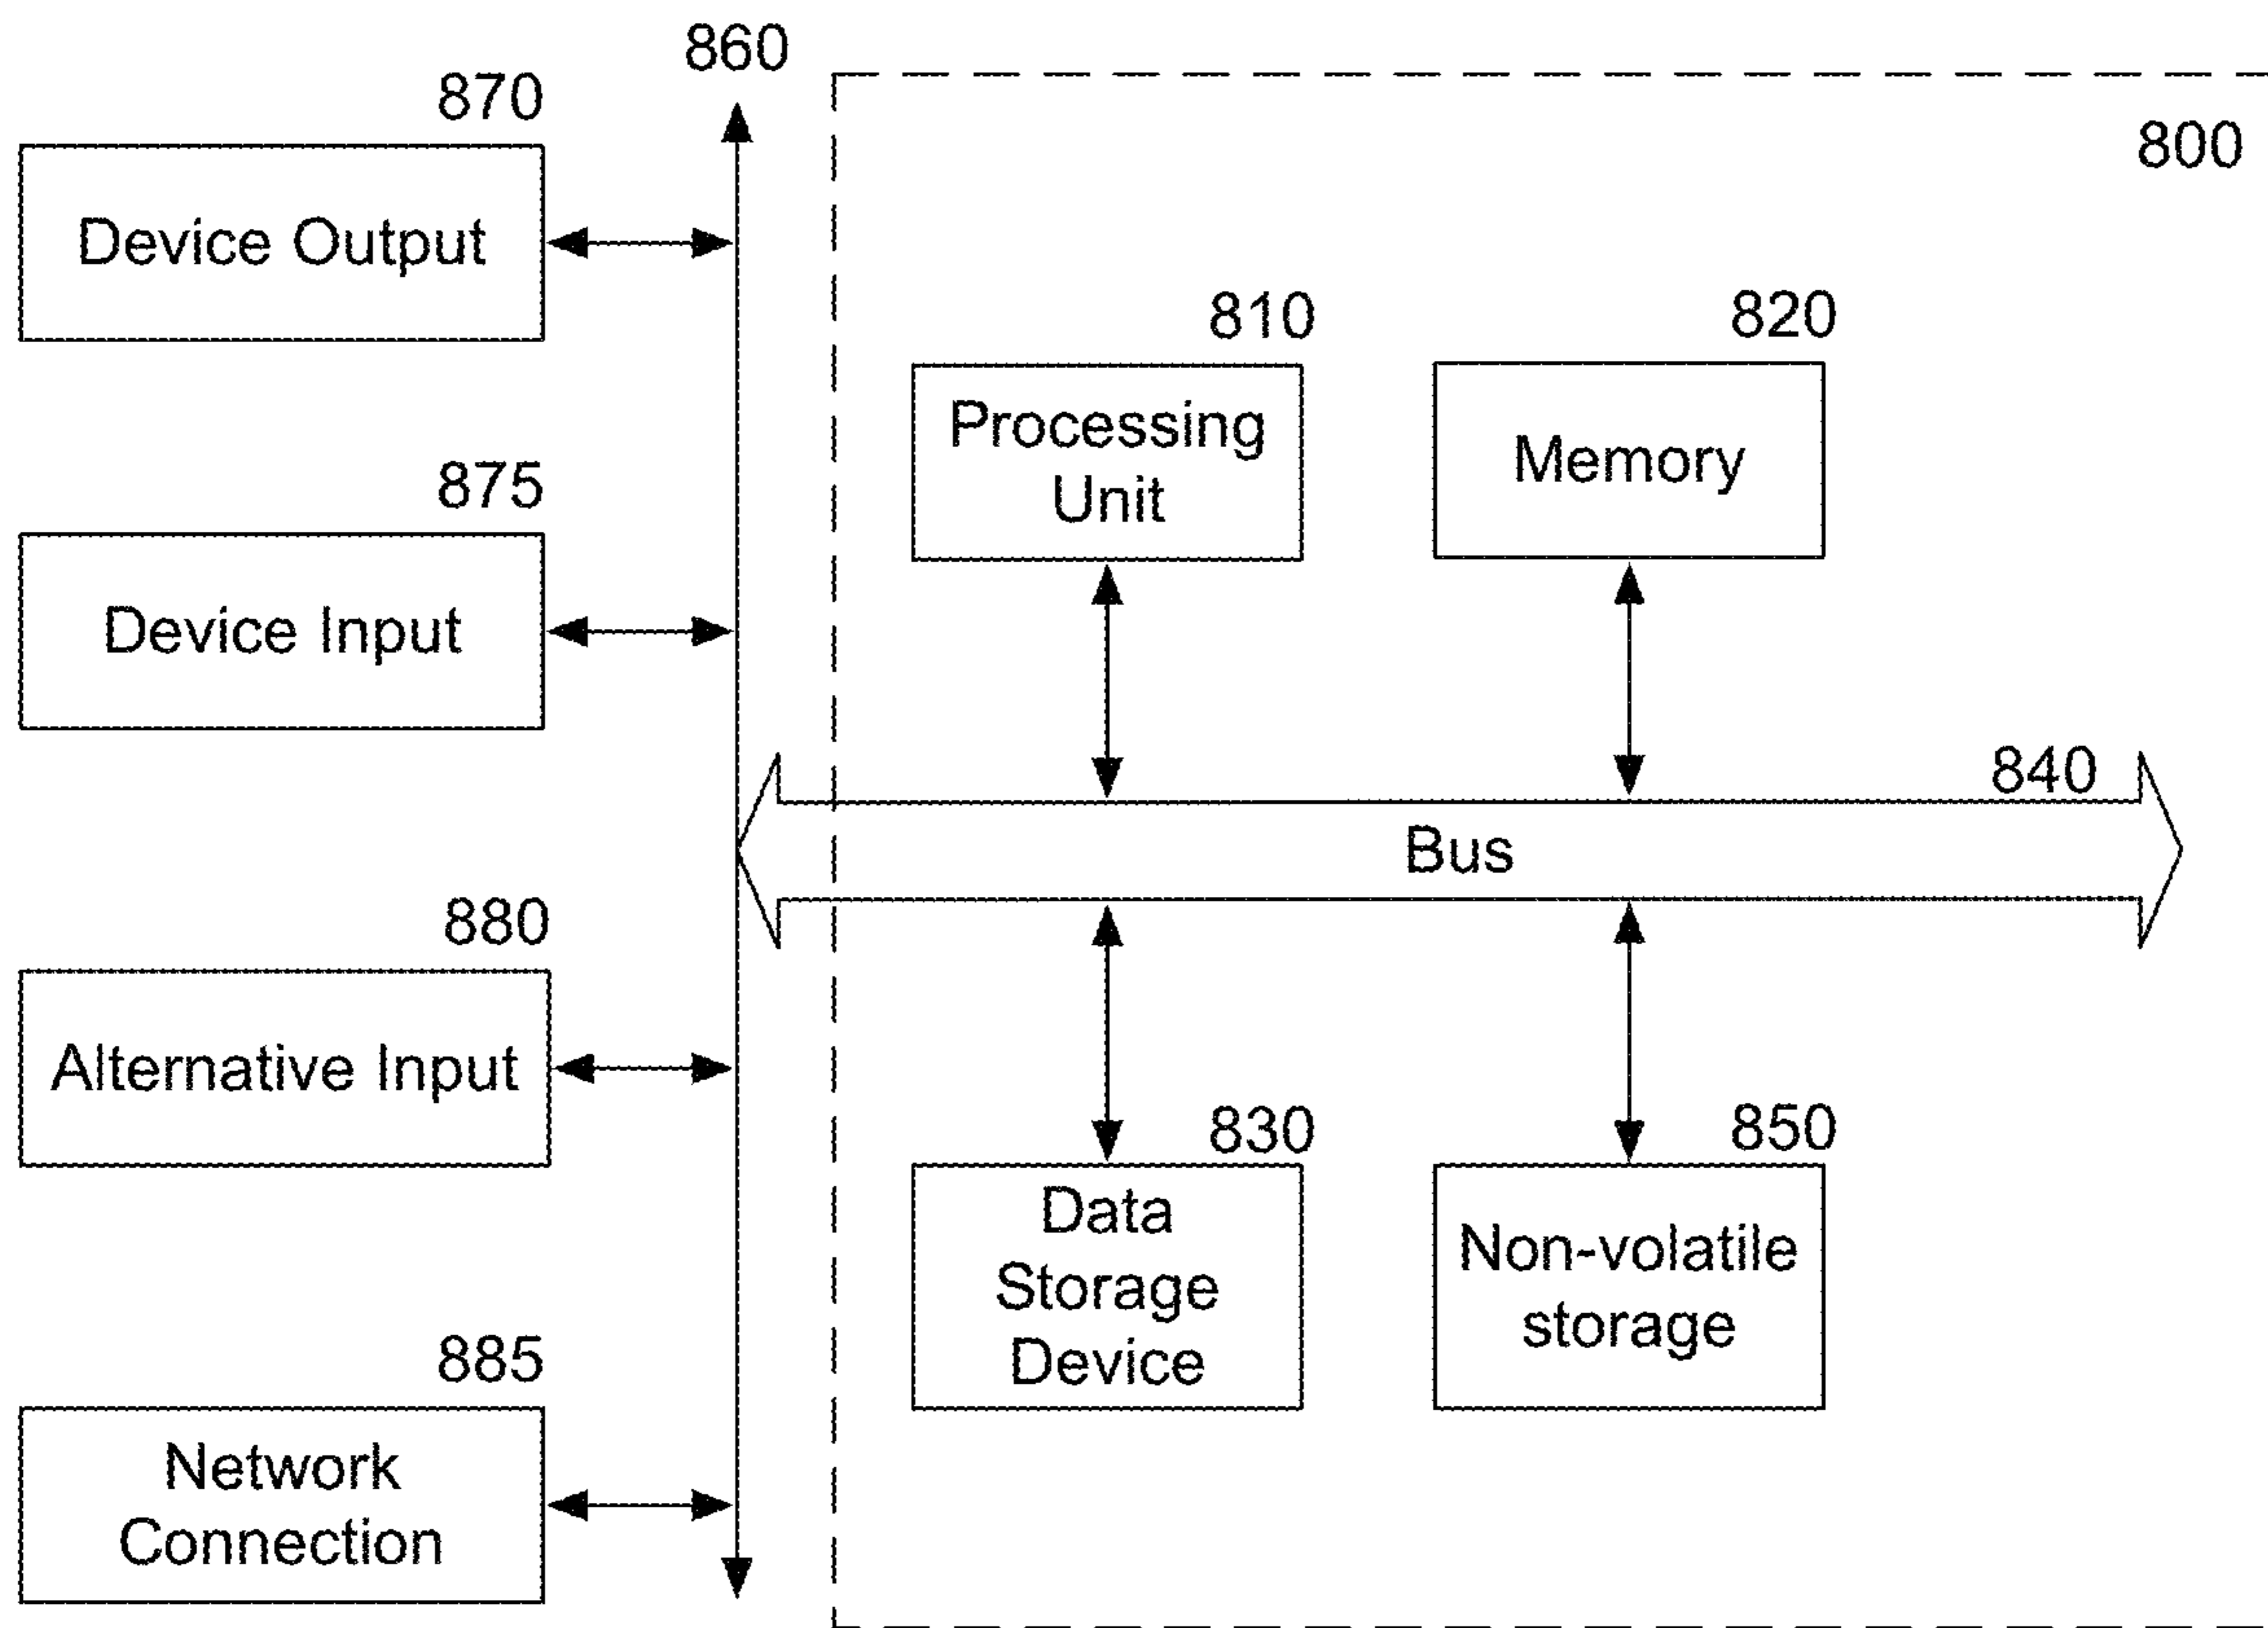 860
870
800
Device Output
810
820
Processing
Unit
Memory
875
Device Input
840
Bus
880
Alternative Input
830
850
Data
Storage
Device
Non-volatile
storage
885
Network
Connection